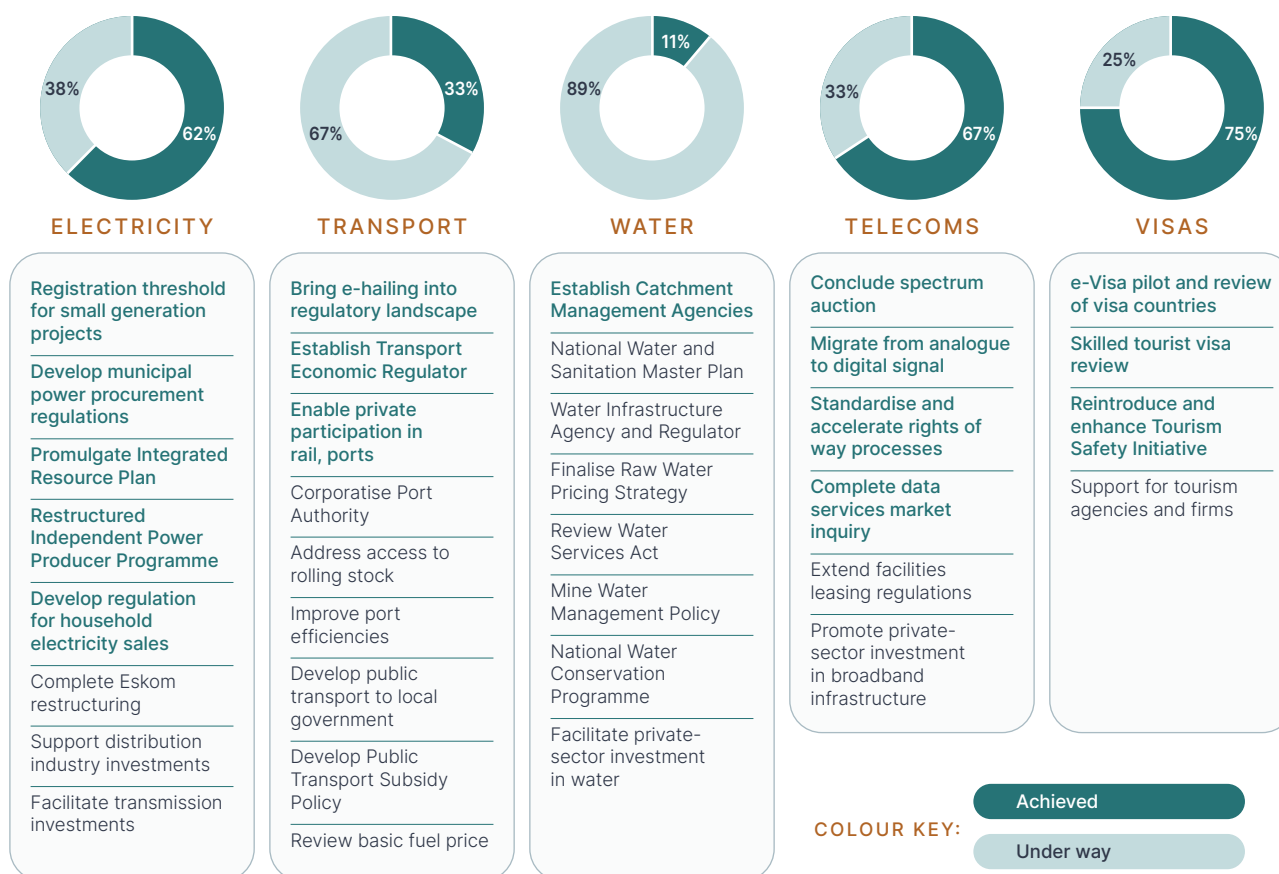 38%
62%
ELECTRICITY
Registration threshold
for small generation
projects
Develop municipal
power procurement
regulations
Promulgate Integrated
Resource Plan
Restructured
Independent Power
Producer Programme
Develop regulation
for household
electricity sales
Complete Eskom
restructuring
Support distribution
industry investments
Facilitate transmission
investments
33%
67%
TRANSPORT
Bring e-hailing into
regulatory landscape
Establish Transport
Economic Regulator
Enable private
participation in
rail, ports
Corporatise Port
Authority
Address access to
rolling stock
Improve port
efficiencies
Develop public
transport to local
government
Develop Public
Transport Subsidy
Policy
Review basic fuel price
11%
89%
WATER
Establish Catchment
Management Agencies
National Water and
Sanitation Master Plan
Water Infrastructure
Agency and Regulator
Finalise Raw Water
Pricing Strategy
Review Water
Services Act
Mine Water
Management Policy
National Water
Conservation
Programme
Facilitate private-
sector investment
in water
33%
67%
TELECOMS
Conclude spectrum
auction
Migrate from analogue
to digital signal
Standardise and
accelerate rights of
way processes
Complete data
services market
inquiry
Extend facilities
leasing regulations
Promote private-
sector investment
in broadband
infrastructure
25%
75%
VISAS
e-Visa pilot and review
of visa countries
Skilled tourist visa
review
Reintroduce and
enhance Tourism
Safety Initiative
Support for tourism
agencies and firms
COLOUR KEY:
Achieved
Under way